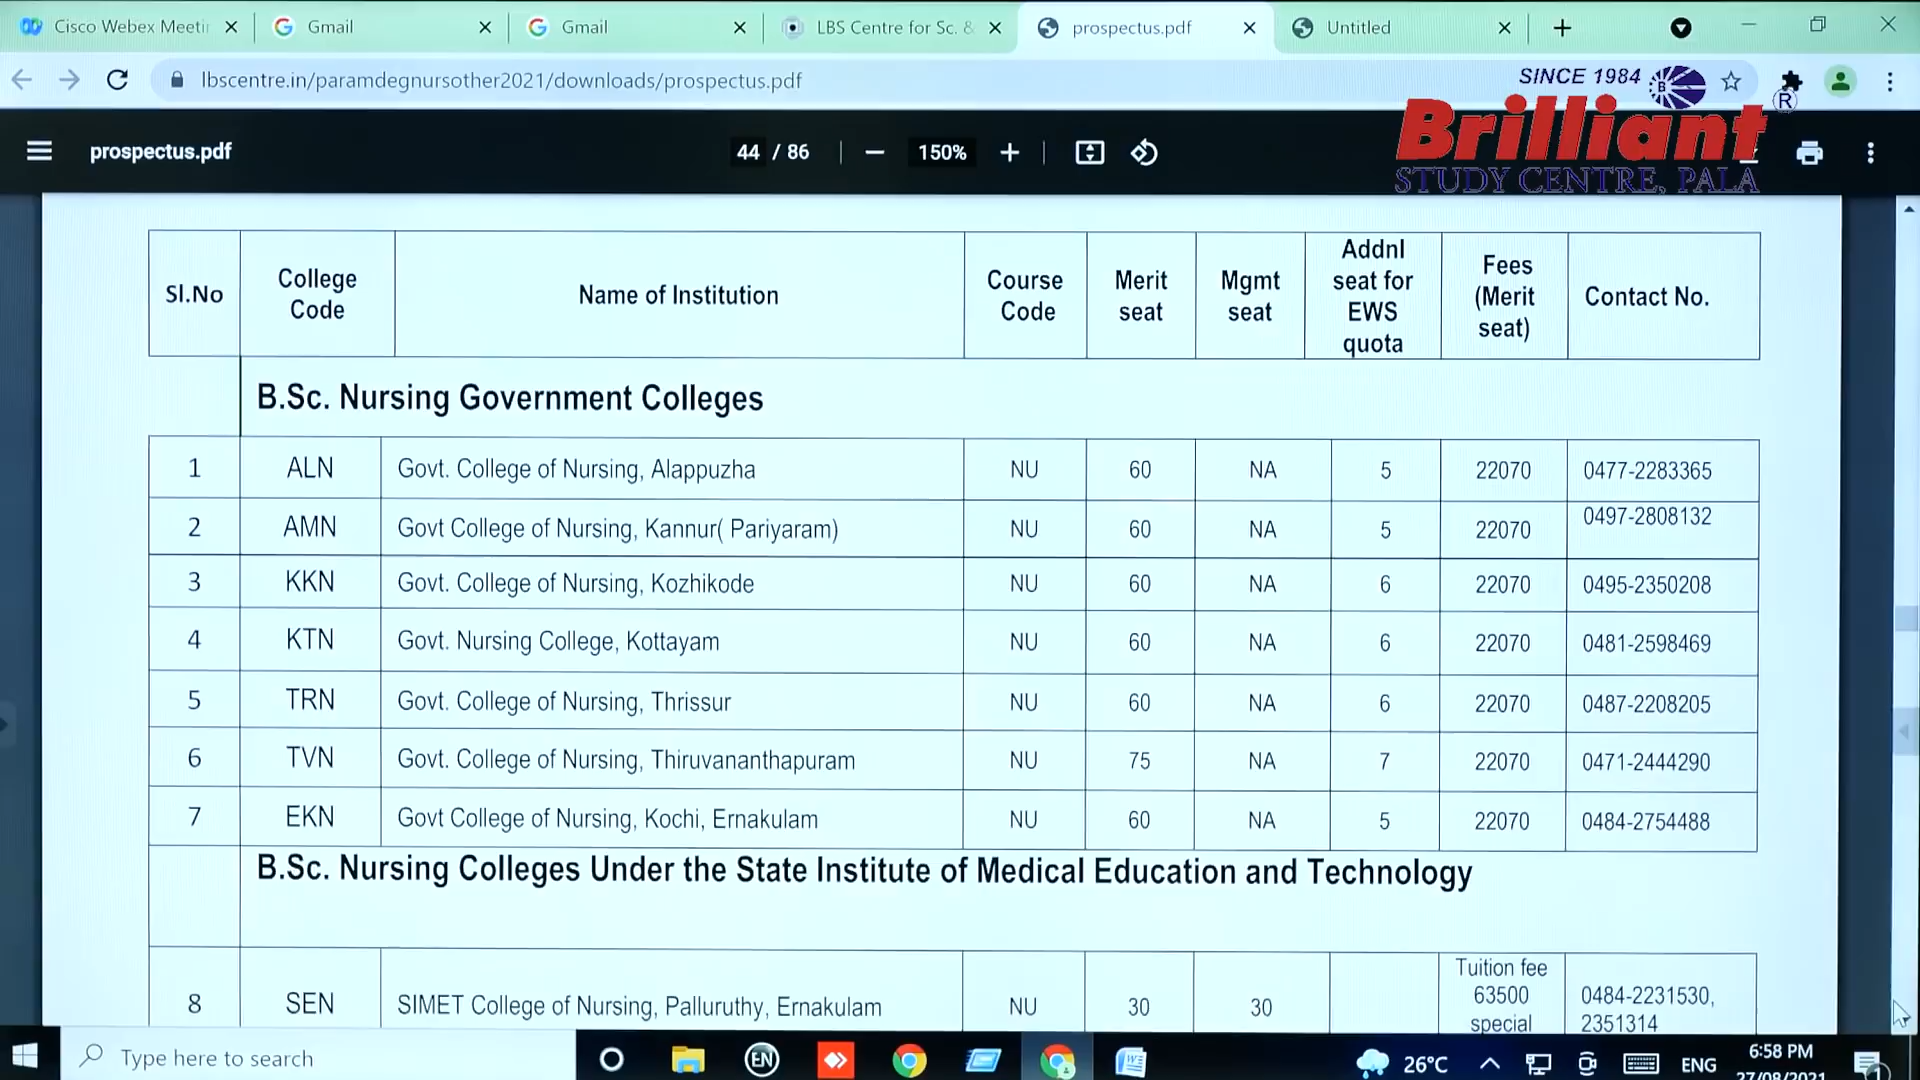 Cisco Webex Meeti
Gmail
Gmail
LBS Centre for Sc. &
prospectus.pdf
Untitled
lbscentre.in/paramdegnursother2021/downloads/prospectus.pdf
SINCE 1984
B
R
Brilliant
STUDY CENTRE, PALA
prospectus.pdf
44 / 86
150%
Sl.No College Code Name of Institution Course Code Merit seat Mgmt seat Addnl seat for EWS quota Fees (Merit seat) Contact No.
B.Sc. Nursing Government Colleges
1 ALN Govt. College of Nursing, Alappuzha NU 60 NA 5 22070 0477-2283365
2 AMN Govt College of Nursing, Kannur( Pariyaram) NU 60 NA 5 22070 0497-2808132
3 KKN Govt. College of Nursing, Kozhikode NU 60 NA 6 22070 0495-2350208
4 KTN Govt. Nursing College, Kottayam NU 60 NA 6 22070 0481-2598469
5 TRN Govt. College of Nursing, Thrissur NU 60 NA 6 22070 0487-2208205
6 TVN Govt. College of Nursing, Thiruvananthapuram NU 75 NA 7 22070 0471-2444290
7 EKN Govt College of Nursing, Kochi, Ernakulam NU 60 NA 5 22070 0484-2754488
B.Sc. Nursing Colleges Under the State Institute of Medical Education and Technology
8 SEN SIMET College of Nursing, Palluruthy, Ernakulam NU 30 30 Tuition fee 63500 special 0484-2231530, 2351314
Type here to search
EN
26°C
ENG
6:58 PM
27/08/2021
1